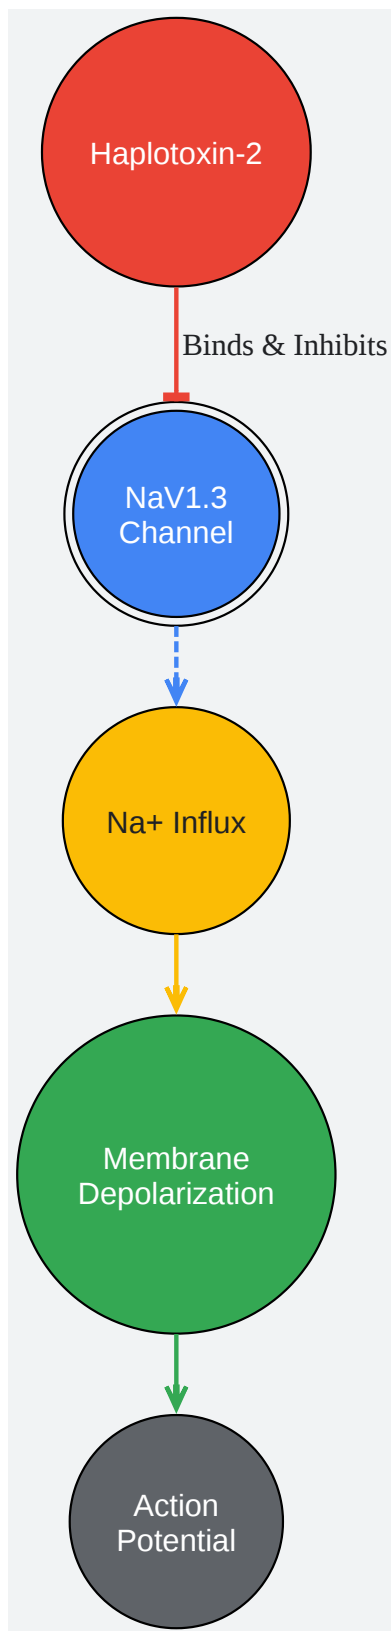 Haplotoxin-2
Binds & Inhibits
NaV1.3
Channel
Na+ Influx
Membrane
Depolarization
Action
Potential